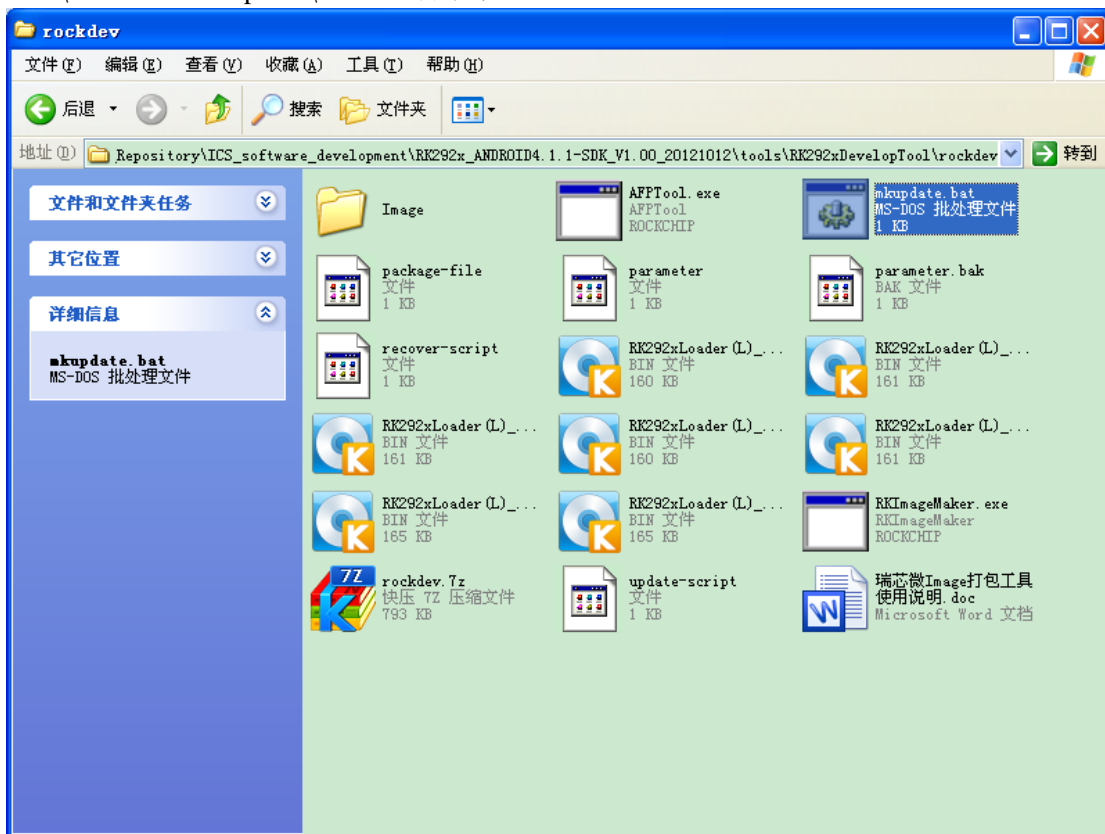 rockdev
文件(F) 编辑(E) 查看(V) 收藏(A) 工具(T) 帮助(H)
后退 搜索 文件夹
地址(D) Repository\ICS_software_development\RK292x_ANDROID4.1.1-SDK_V1.00_20121012\tools\RK292xDevelopTool\rockdev 转到
文件和文件夹任务
其它位置
详细信息
mkupdate.bat
MS-DOS 批处理文件
Image
AFPTool.exe
AFPTool
ROCKCHIP
mkupdate.bat
MS-DOS 批处理文件
1 KB
package-file
文件
1 KB
parameter
文件
1 KB
parameter.bak
BAK 文件
1 KB
recover-script
文件
1 KB
RK292xLoader(L)_...
BIN 文件
160 KB
RK292xLoader(L)_...
BIN 文件
161 KB
RK292xLoader(L)_...
BIN 文件
161 KB
RK292xLoader(L)_...
BIN 文件
160 KB
RK292xLoader(L)_...
BIN 文件
161 KB
RK292xLoader(L)_...
BIN 文件
165 KB
RK292xLoader(L)_...
BIN 文件
165 KB
RKImageMaker.exe
RKImageMaker
ROCKCHIP
7Z
rockdev.7z
快压 7Z 压缩文件
793 KB
update-script
文件
1 KB
瑞芯微Image打包工具
使用说明.doc
Microsoft Word 文档